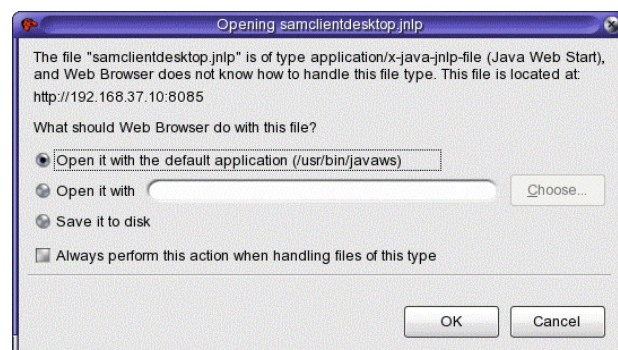 Opening samclientdesktop.jnlp
The file "samclientdesktop.jnlp" is of type application/x-java-jnlp-file (Java Web Start),
and Web Browser does not know how to handle this file type. This file is located at:
http://192.168.37.10:8085
What should Web Browser do with this file?
Open it with the default application (/usr/bin/javaws)
Open it with
Choose...
Save it to disk
Always perform this action when handling files of this type
OK
Cancel